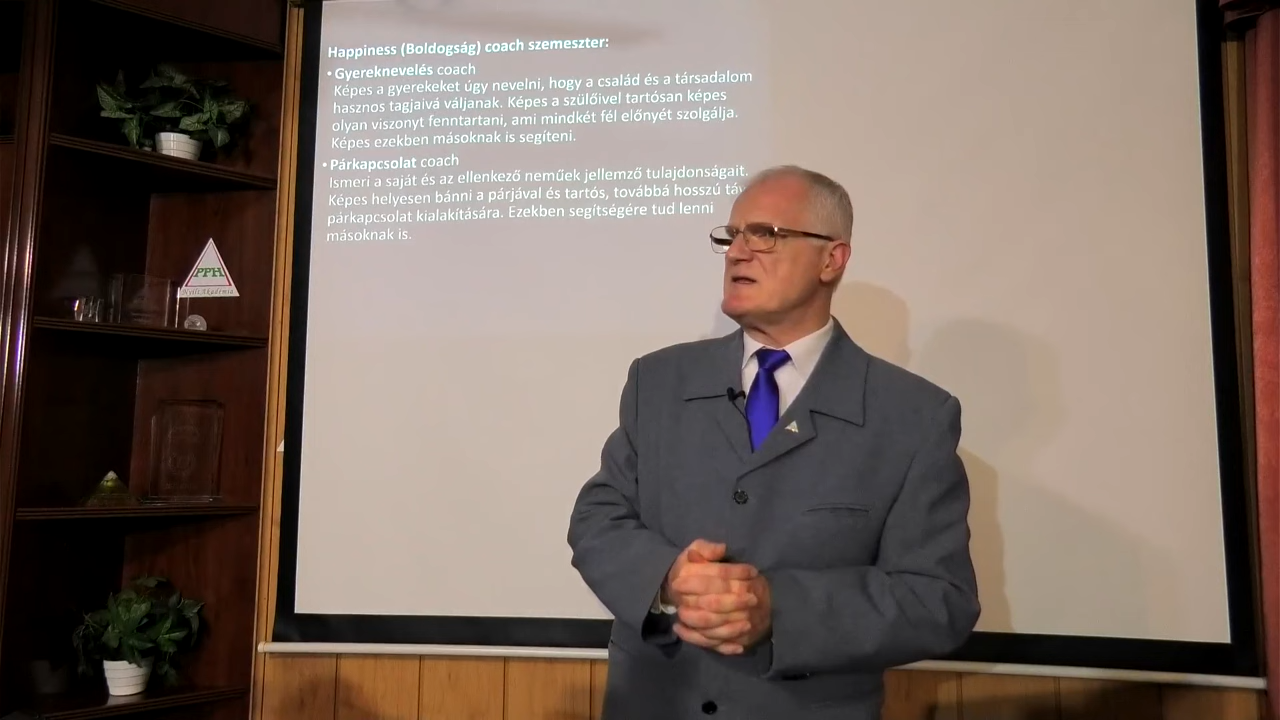 Happiness (Boldogság) coach szemeszter:
• Gyereknevelés coach
Képes a gyerekeket úgy nevelni, hogy a család és a társadalom
hasznos tagjaivá váljanak. Képes a szülőivel tartósan képes
olyan viszonyt fenntartani, ami mindkét fél előnyét szolgálja.
Képes ezekben másoknak is segíteni.
• Párkapcsolat coach
Ismeri a saját és az ellenkező neműek jellemző tulajdonságait.
Képes helyesen bánni a párjával és tartós, továbbá hosszú
párkapcsolat kialakítására. Ezekben segítségére tud lenni
másoknak is.
PPH
Nyílt Akadémia